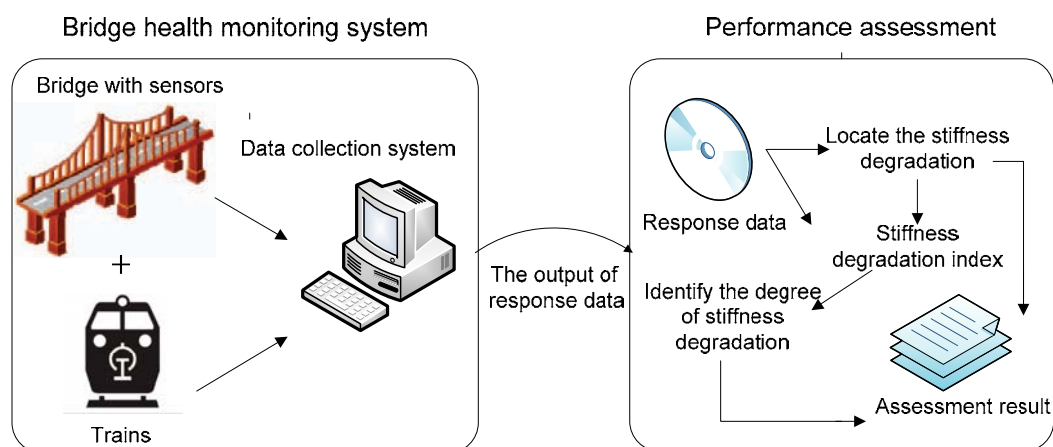 Bridge health monitoring system
Bridge with sensors
Data collection system
+
Trains
The output of
response data
Performance assessment
Response data
Locate the stiffness
degradation
Stiffness
degradation index
Identify the degree
of stiffness
degradation
Assessment result